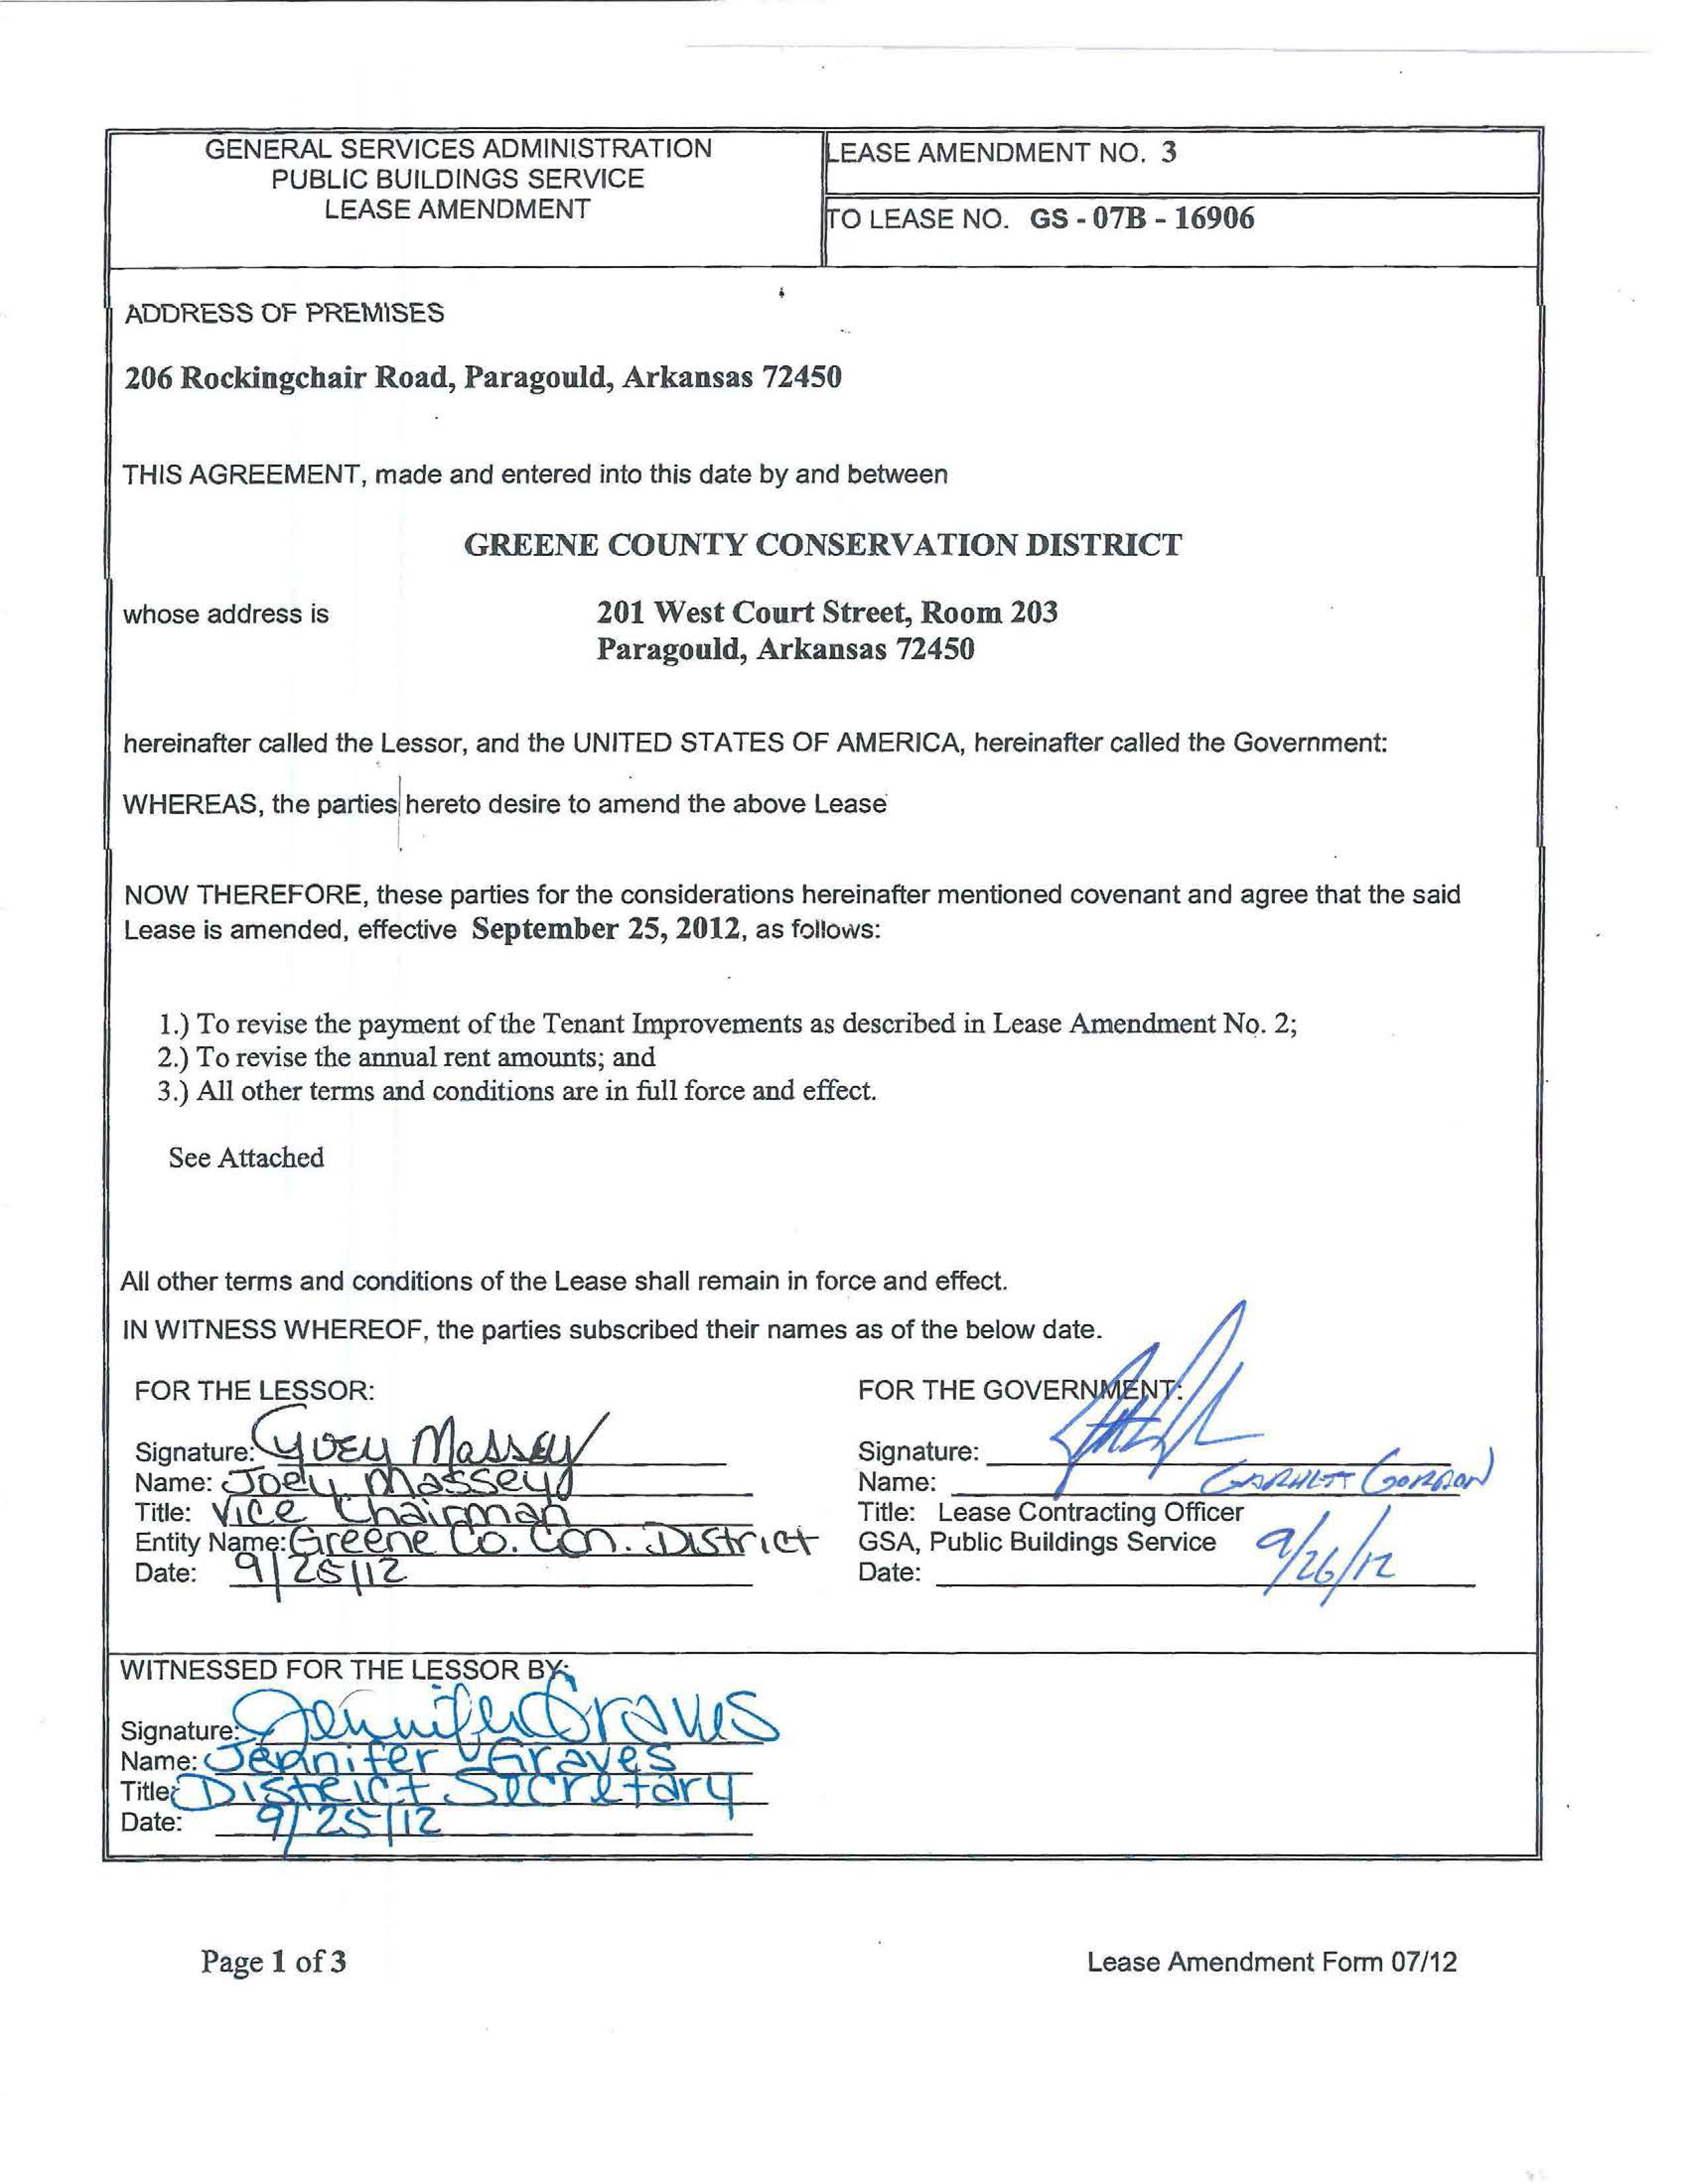 GENERAL SERVICES ADMINISTRATION
PUBLIC BUILDINGS SERVICE
LEASE AMENDMENT
LEASE AMENDMENT NO. 3
TO LEASE NO. GS - 07B - 16906
ADDRESS OF PREMISES
206 Rockingchair Road, Paragould, Arkansas 72450
THIS AGREEMENT, made and entered into this date by and between
GREENE COUNTY CONSERVATION DISTRICT
whose address is 201 West Court Street, Room 203
Paragould, Arkansas 72450
hereinafter called the Lessor, and the UNITED STATES OF AMERICA, hereinafter called the Government:
WHEREAS, the parties hereto desire to amend the above Lease
NOW THEREFORE, these parties for the considerations hereinafter mentioned covenant and agree that the said
Lease is amended, effective September 25, 2012, as follows:
1.) To revise the payment of the Tenant Improvements as described in Lease Amendment No. 2;
2.) To revise the annual rent amounts; and
3.) All other terms and conditions are in full force and effect.
See Attached
All other terms and conditions of the Lease shall remain in force and effect.
IN WITNESS WHEREOF, the parties subscribed their names as of the below date.
FOR THE LESSOR:
Signature: Joey Massey
Name: Joey Massey
Title: Vice Chairman
Entity Name: Greene Co. Con. District
Date: 9/25/12
FOR THE GOVERNMENT:
Signature:
Name: GARHETT GORDON
Title: Lease Contracting Officer
GSA, Public Buildings Service
Date: 9/26/12
WITNESSED FOR THE LESSOR BY:
Signature: Jennifer Graves
Name: Jennifer Graves
Title: District Secretary
Date: 9/25/12
Page 1 of 3
Lease Amendment Form 07/12